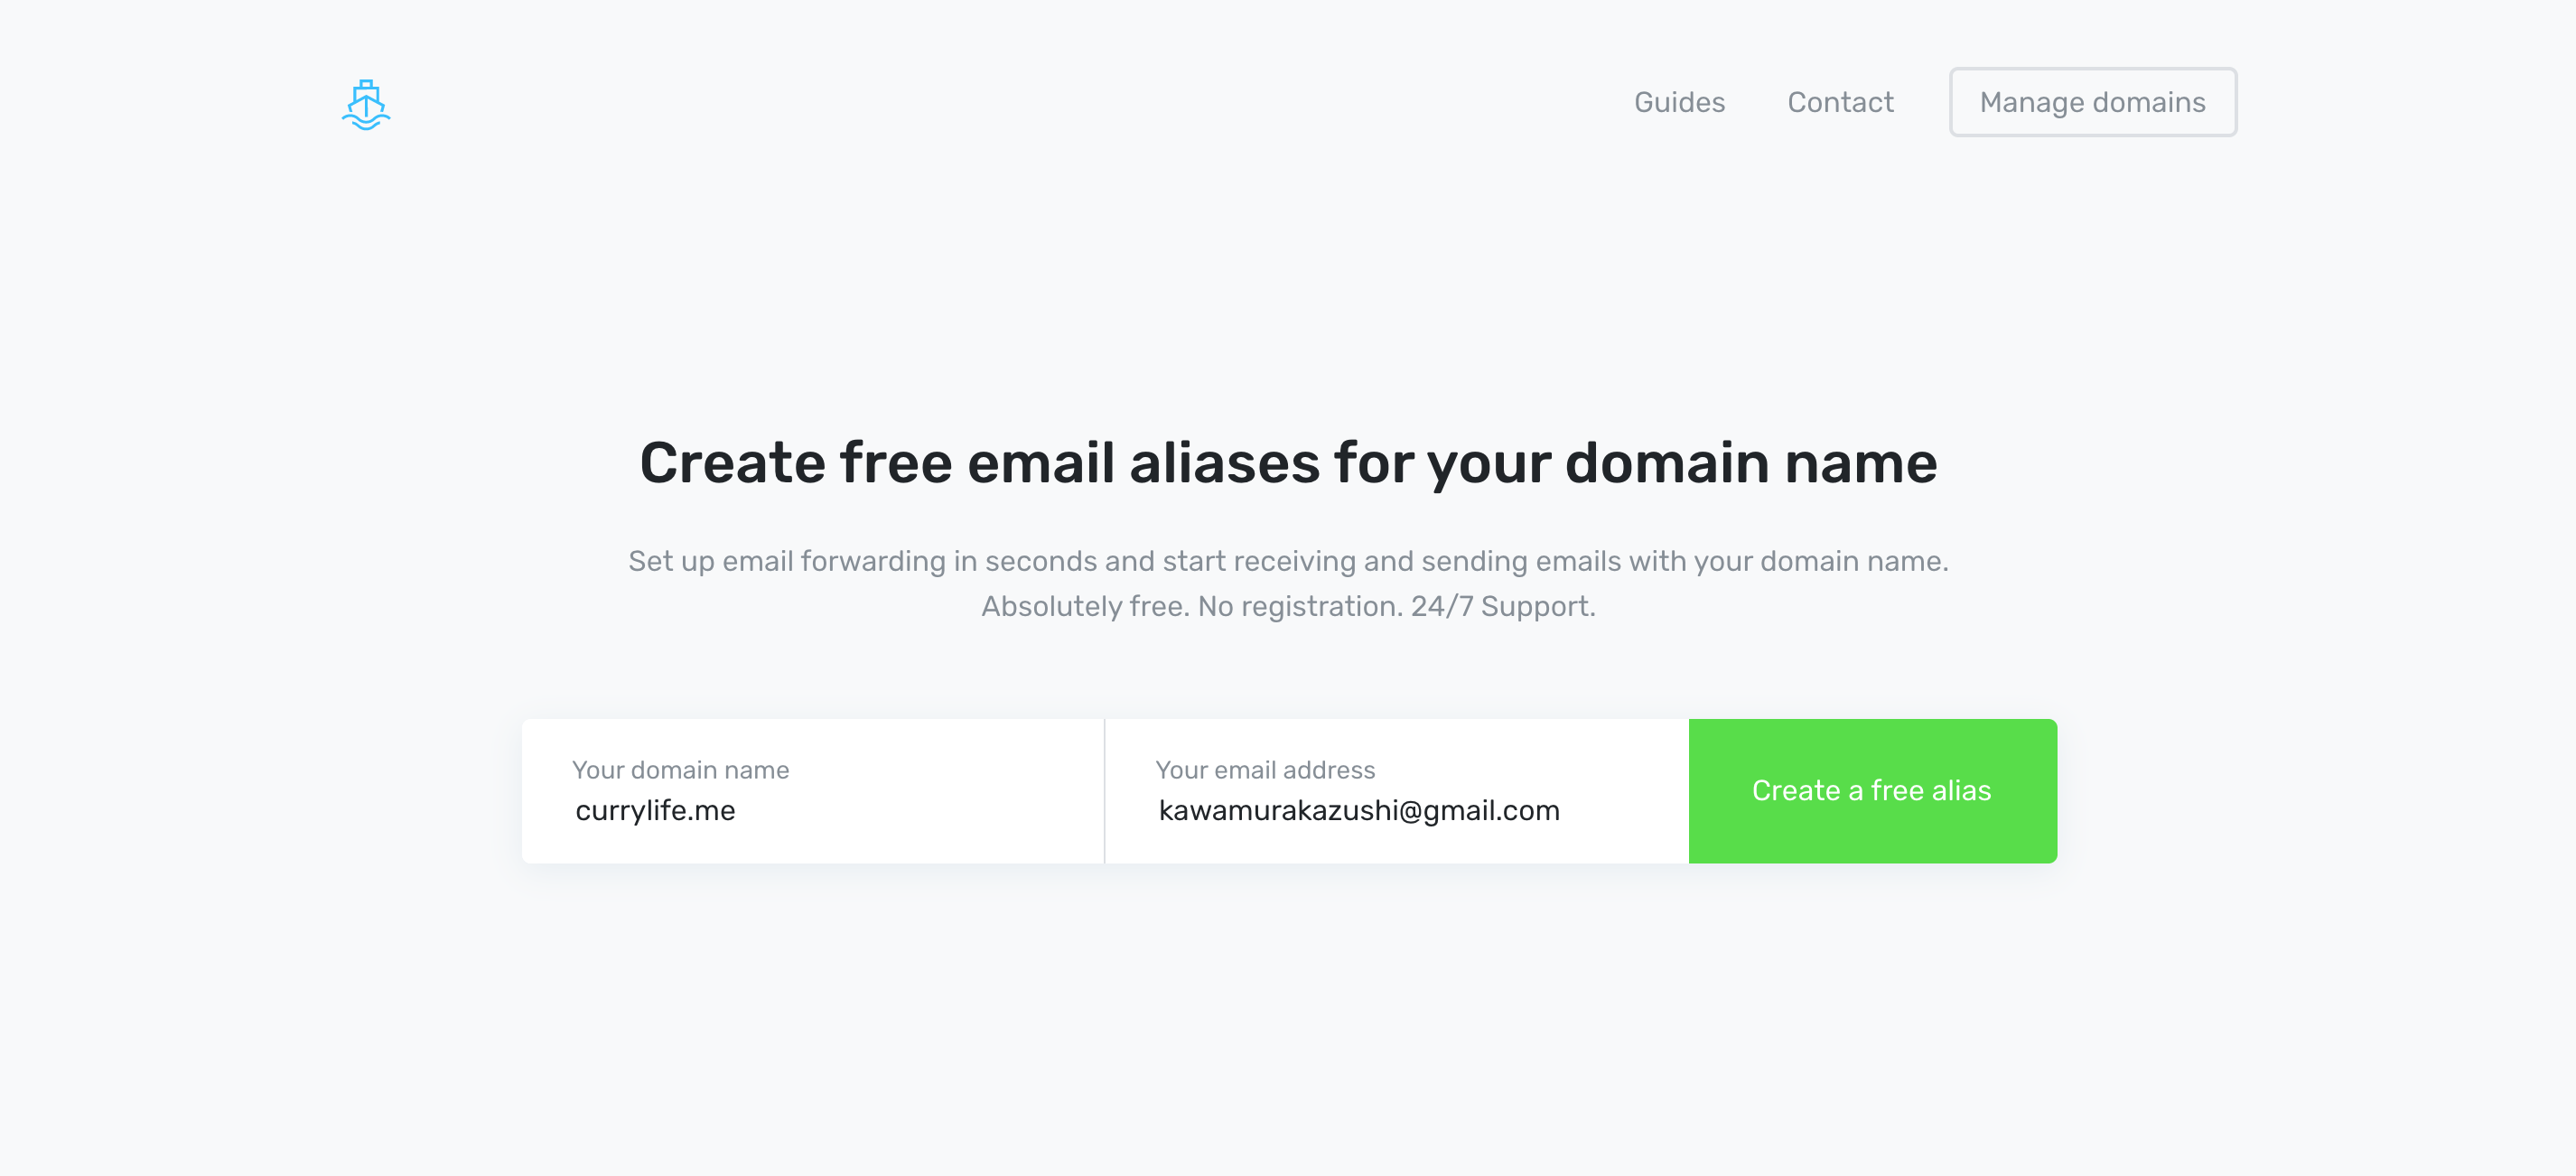 Guides
Contact
Manage domains
Create free email aliases for your domain name
Set up email forwarding in seconds and start receiving and sending emails with your domain name.
Absolutely free. No registration. 24/7 Support.
Your domain name
currylife.me
Your email address
kawamurakazushi@gmail.com
Create a free alias